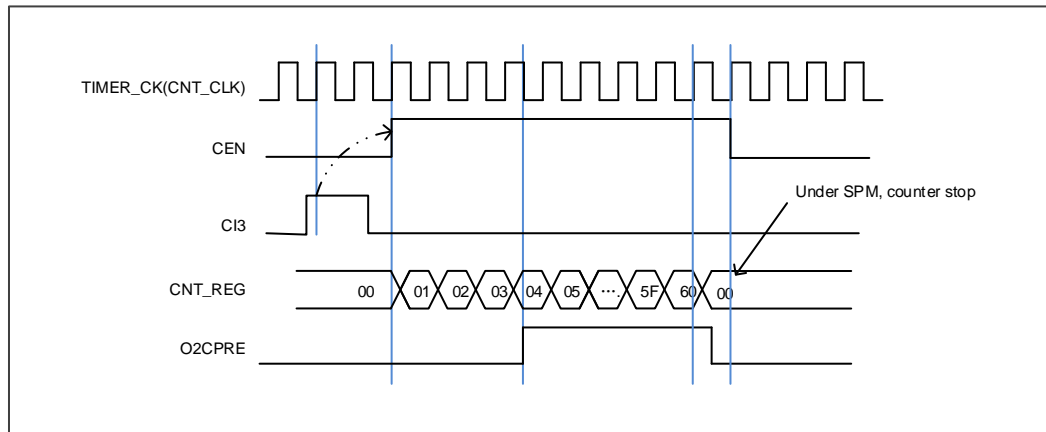 TIMER_CK(CNT_CLK)
CEN
Under SPM, counter stop
CI3
CNT_REG 00 01 02 03 04 05 ... 5F 60 00
O2CPRE